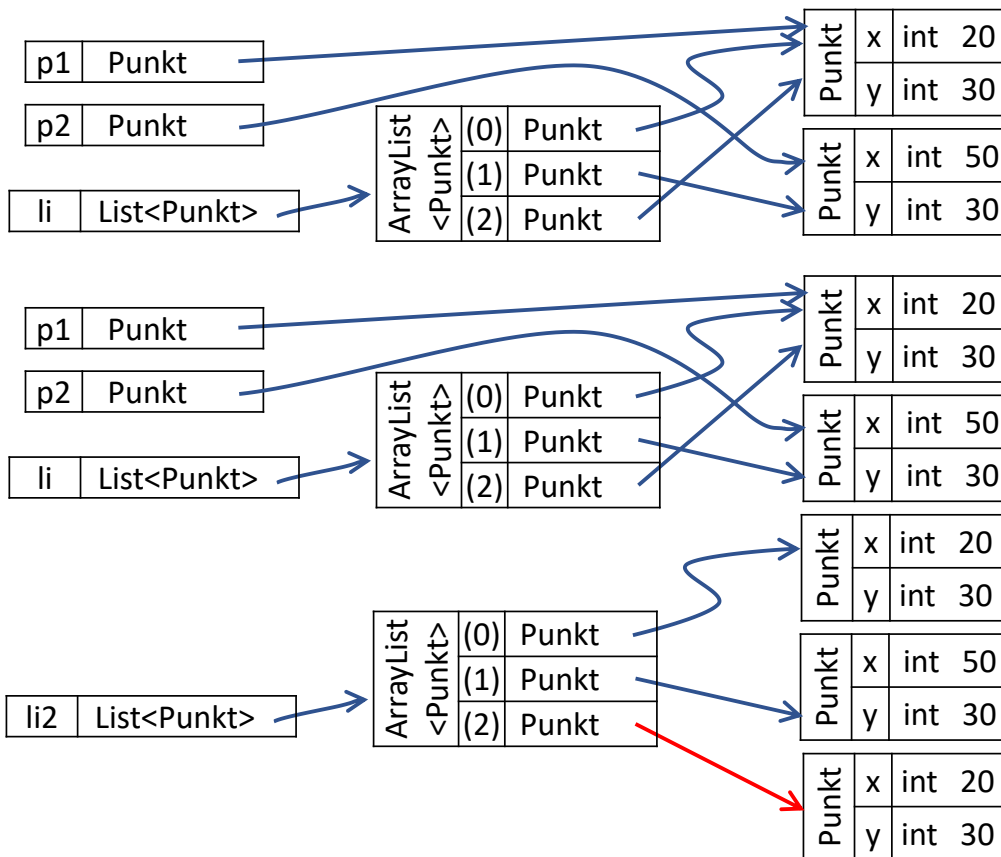 p1 Punkt
p2 Punkt
li List<Punkt>
ArrayList
<Punkt>
(0) Punkt
(1) Punkt
(2) Punkt
Punkt
x int 20
y int 30
Punkt
x int 50
y int 30
p1 Punkt
p2 Punkt
li List<Punkt>
ArrayList
<Punkt>
(0) Punkt
(1) Punkt
(2) Punkt
Punkt
x int 20
y int 30
Punkt
x int 50
y int 30
li2 List<Punkt>
ArrayList
<Punkt>
(0) Punkt
(1) Punkt
(2) Punkt
Punkt
x int 20
y int 30
Punkt
x int 50
y int 30
Punkt
x int 20
y int 30